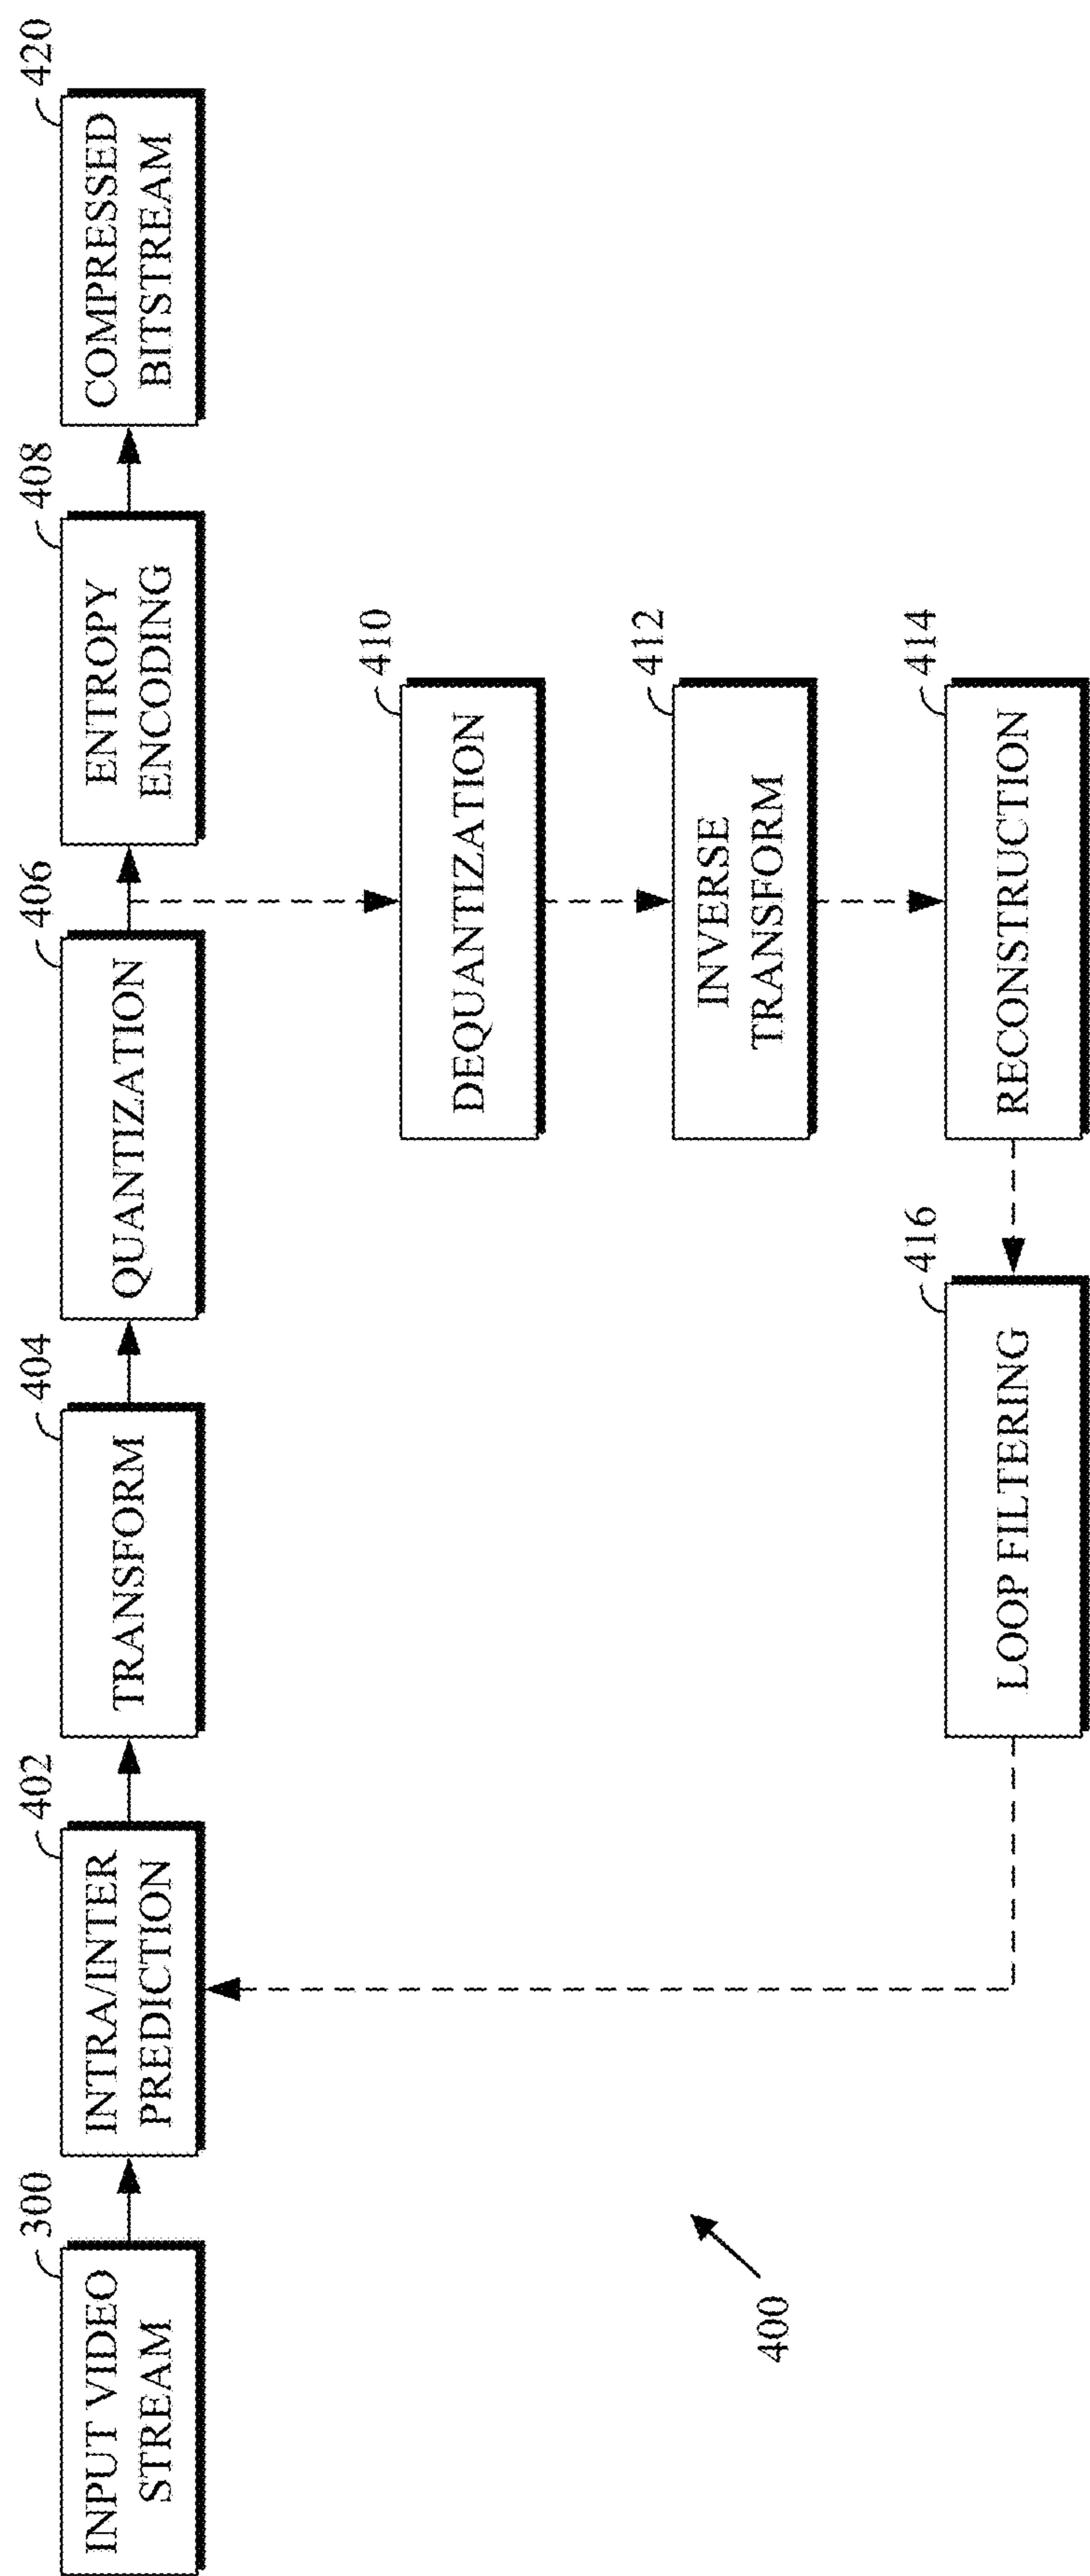 300
INPUT VIDEO
STREAM
402
INTRA/INTER
PREDICTION
404
TRANSFORM
406
QUANTIZATION
408
ENTROPY
ENCODING
420
COMPRESSED
BITSTREAM
410
DEQUANTIZATION
412
INVERSE
TRANSFORM
414
RECONSTRUCTION
416
LOOP FILTERING
400